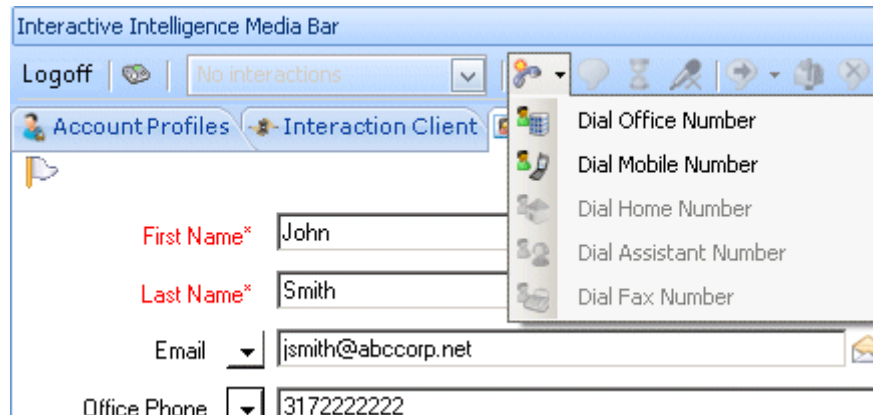 Interactive Intelligence Media Bar
Logoff No interactions
Account Profiles Interaction Client
Dial Office Number
Dial Mobile Number
Dial Home Number
Dial Assistant Number
Dial Fax Number
First Name* John
Last Name* Smith
Email jsmith@abccorp.net
Office Phone 3172222222